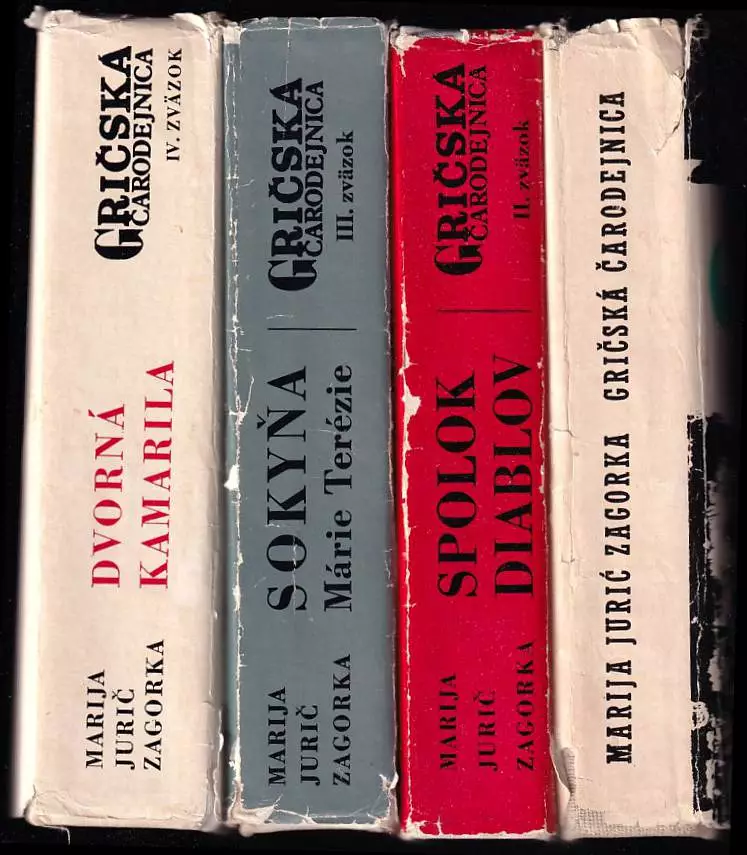 MARIJA
JURIČ
ZAGORKA
DVORNÁ
KAMARILA
GRIČSKA
ČARODEJNICA
IV. ZVÄZOK
MARIJA
JURIČ
ZAGORKA
SOKYŇA
Márie Terézie
GRIČSKA
ČARODEJNICA
III. zväzok
MARIJA
JURIČ
ZAGORKA
SPOLOK
DIABLOV
GRIČSKA
ČARODEJNICA
II. zväzok
MARIJA JURIĆ ZAGORKA GRIČSKÁ ČARODEJNICA